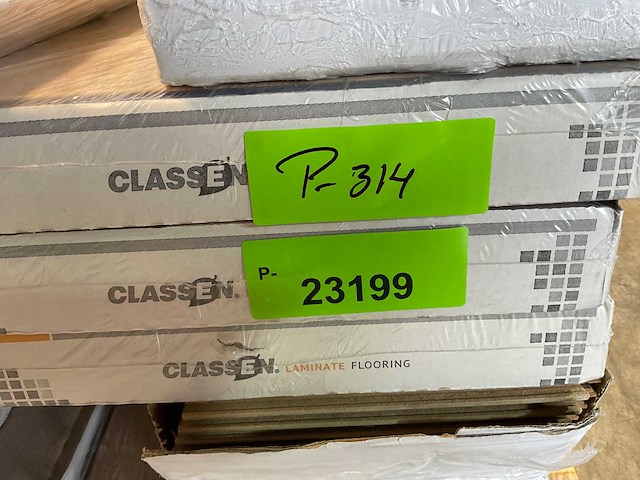 CLASSEN
P- 314
CLASSEN.
P-
23199
CLASSEN. LAMINATE FLOORING